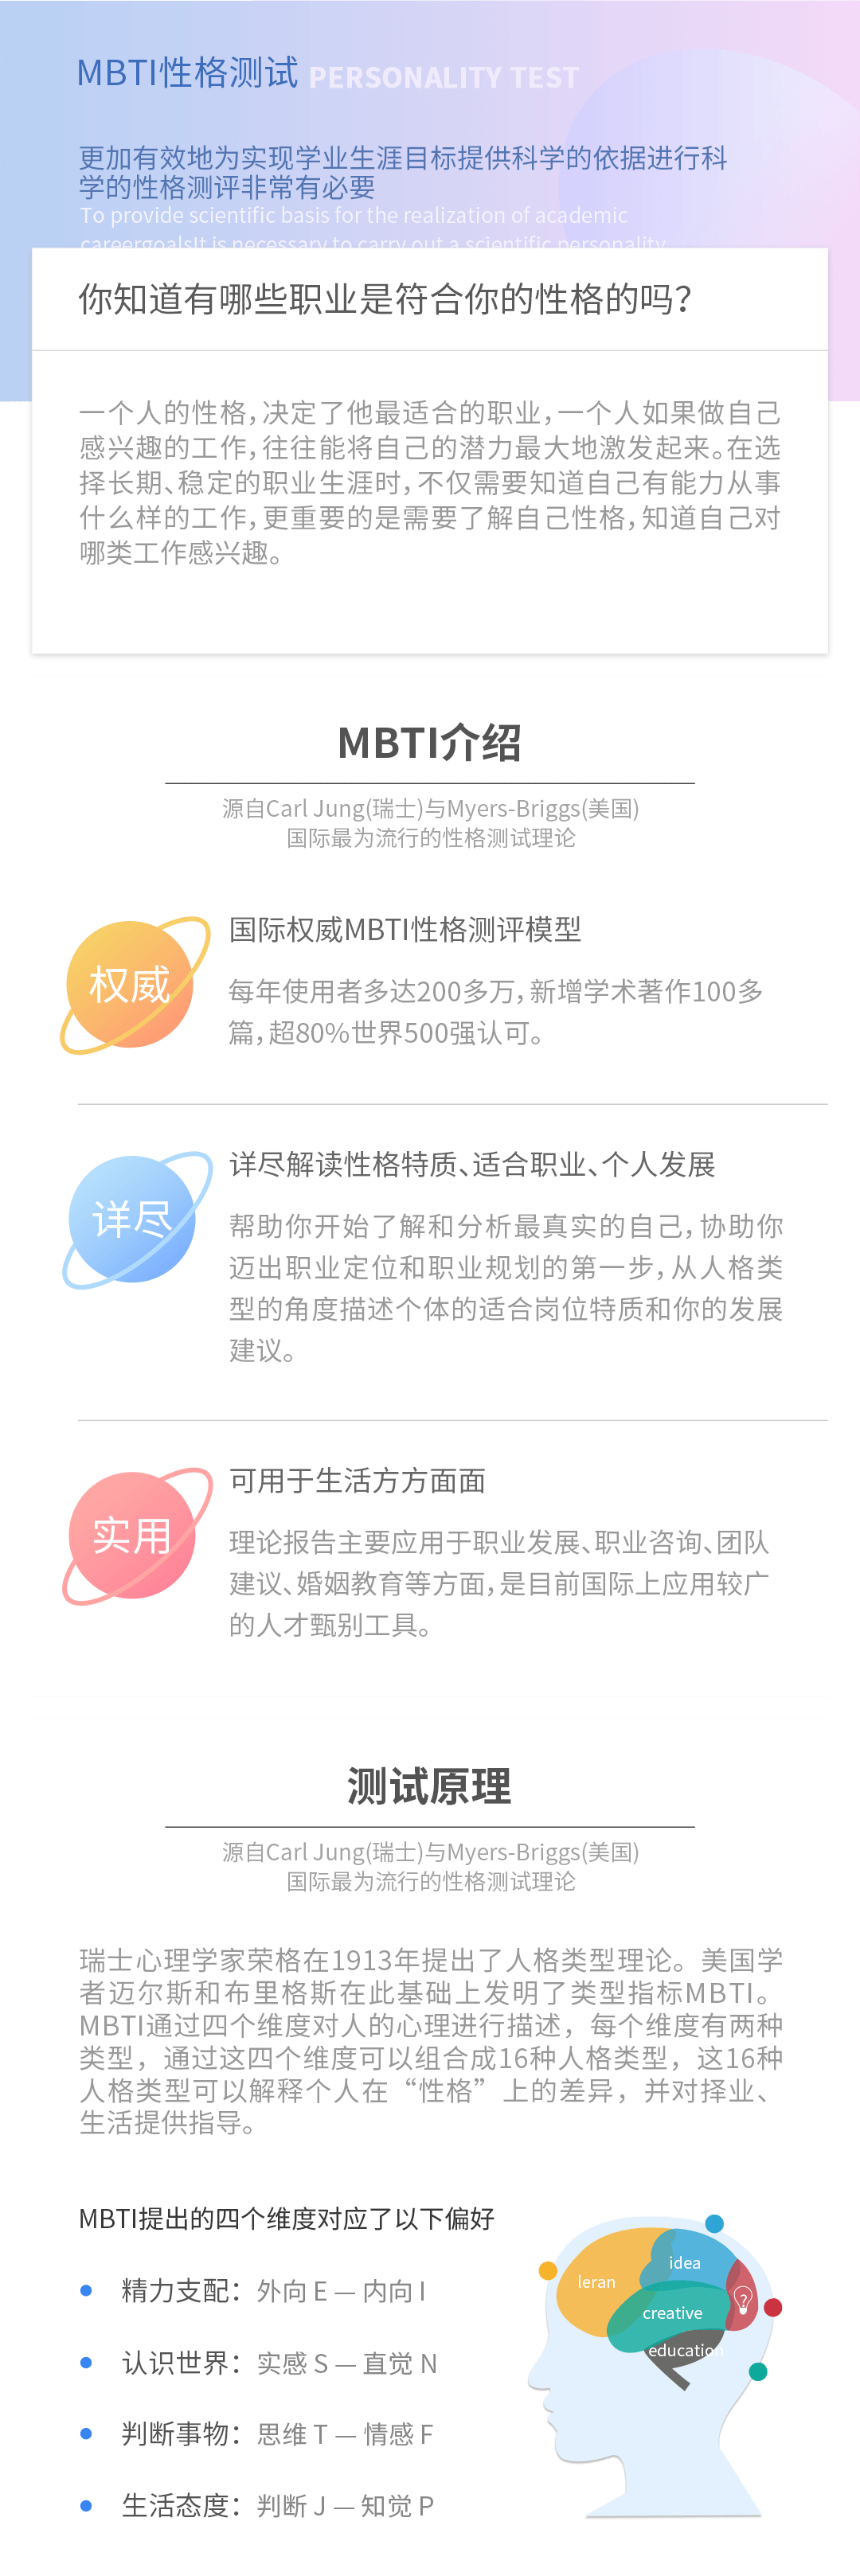 MBTI性格测试 PERSONALITY TEST
更加有效地为实现学业生涯目标提供科学的依据进行科
学的性格测评非常有必要
To provide scientific basis for the realization of academic
careergoalsIt is necessary to carry out a scientific personality
你知道有哪些职业是符合你的性格的吗？
一个人的性格，决定了他最适合的职业，一个人如果做自己
感兴趣的工作，往往能将自己的潜力最大地激发起来。在选
择长期、稳定的职业生涯时，不仅需要知道自己有能力从事
什么样的工作，更重要的是需要了解自己性格，知道自己对
哪类工作感兴趣。
MBTI介绍
源自Carl Jung(瑞士)与Myers-Briggs(美国)
国际最为流行的性格测试理论
权威
国际权威MBTI性格测评模型
每年使用者多达200多万，新增学术著作100多
篇，超80%世界500强认可。
详尽
详尽解读性格特质、适合职业、个人发展
帮助你开始了解和分析最真实的自己，协助你
迈出职业定位和职业规划的第一步，从人格类
型的角度描述个体的适合岗位特质和你的发展
建议。
实用
可用于生活方方面面
理论报告主要应用于职业发展、职业咨询、团队
建议、婚姻教育等方面，是目前国际上应用较广
的人才甄别工具。
测试原理
源自Carl Jung(瑞士)与Myers-Briggs(美国)
国际最为流行的性格测试理论
瑞士心理学家荣格在1913年提出了人格类型理论。美国学
者迈尔斯和布里格斯在此基础上发明了类型指标MBTI。
MBTI通过四个维度对人的心理进行描述，每个维度有两种
类型，通过这四个维度可以组合成16种人格类型，这16种
人格类型可以解释个人在“性格”上的差异，并对择业、
生活提供指导。
MBTI提出的四个维度对应了以下偏好
精力支配：外向 E — 内向 I
认识世界：实感 S — 直觉 N
判断事物：思维 T — 情感 F
生活态度：判断 J — 知觉 P
idea
leran
?
creative
education